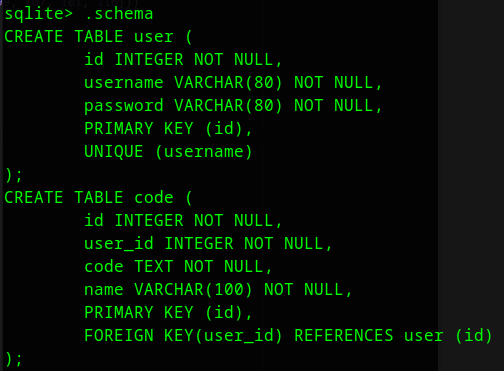 sqlite> .schema
CREATE TABLE user (
        id INTEGER NOT NULL,
        username VARCHAR(80) NOT NULL,
        password VARCHAR(80) NOT NULL,
        PRIMARY KEY (id),
        UNIQUE (username)
);
CREATE TABLE code (
        id INTEGER NOT NULL,
        user_id INTEGER NOT NULL,
        code TEXT NOT NULL,
        name VARCHAR(100) NOT NULL,
        PRIMARY KEY (id),
        FOREIGN KEY(user_id) REFERENCES user (id)
);